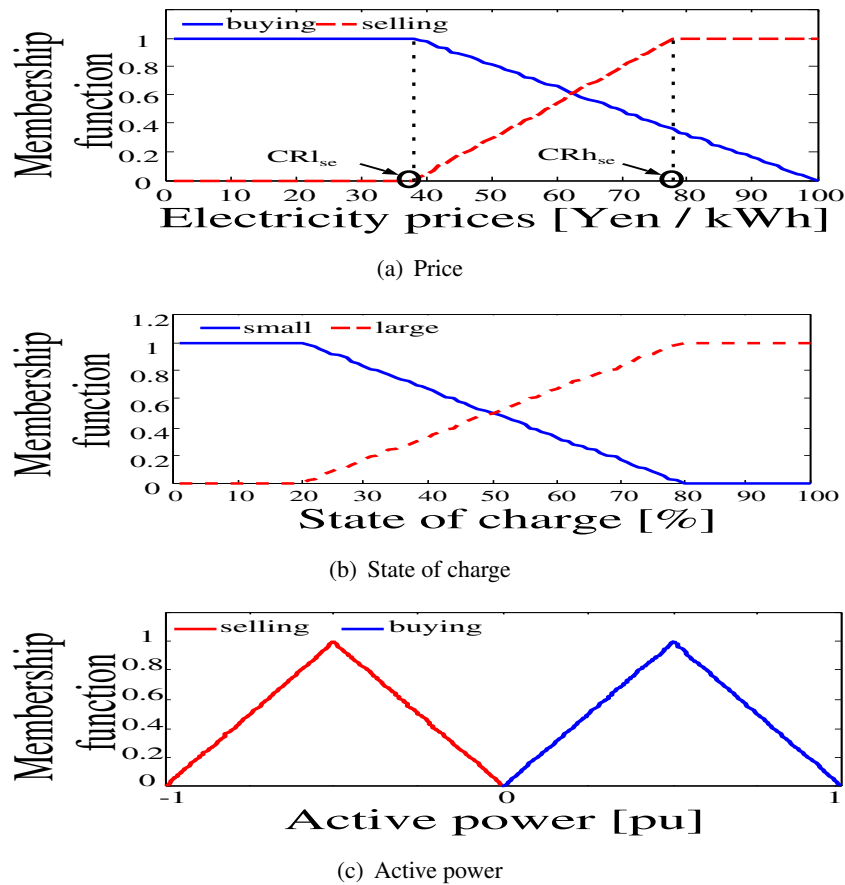 buying selling
Membership
function
1
0.8
0.6
0.4
0.2
0
CRl_se
CRh_se
0 10 20 30 40 50 60 70 80 90 100
Electricity prices [Yen / kWh]
(a) Price
small large
Membership
function
1.2
1
0.8
0.6
0.4
0.2
0
0 10 20 30 40 50 60 70 80 90 100
State of charge [%]
(b) State of charge
selling buying
Membership
function
1
0.8
0.6
0.4
0.2
0
-1 0 1
Active power [pu]
(c) Active power